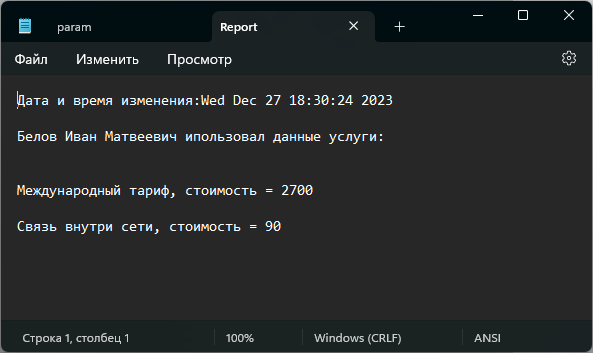 param
Report
Файл Изменить Просмотр
Дата и время изменения:Wed Dec 27 18:30:24 2023
Белов Иван Матвеевич ипользовал данные услуги:
Международный тариф, стоимость = 2700
Связь внутри сети, стоимость = 90
Строка 1, столбец 1 100% Windows (CRLF) ANSI